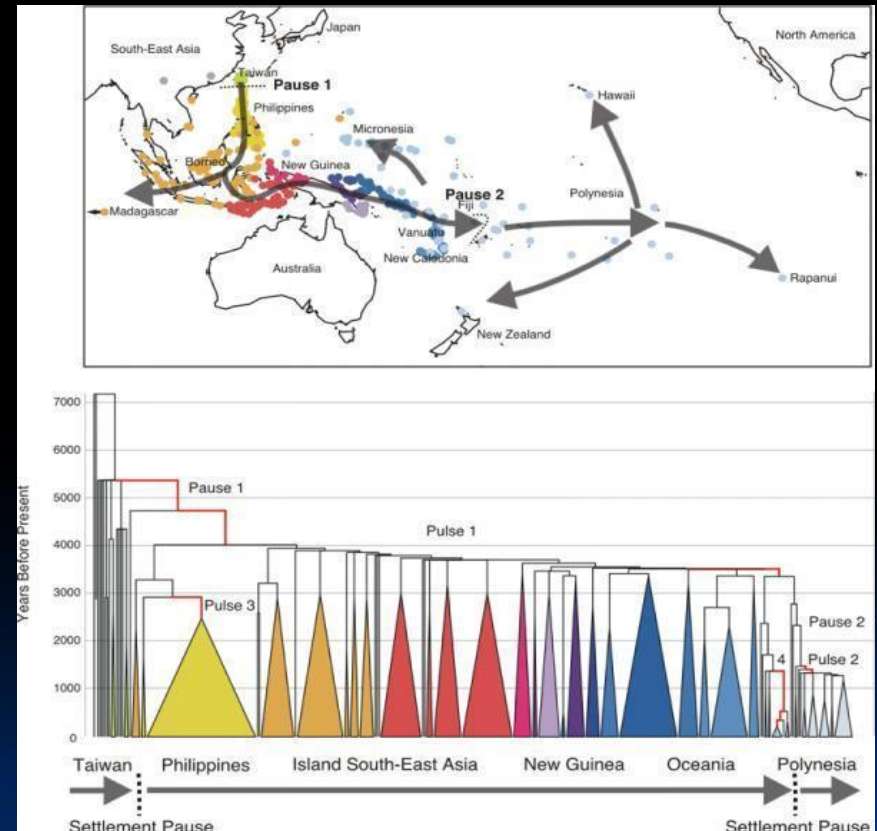 Japan
North America
South-East Asia
Taiwan
Pause 1
Philippines
Hawaii
Micronesia
Borneo
New Guinea
Pause 2
Polynesia
Fiji
Madagascar
Vanuatu
New Caledonia
Australia
Rapanui
New Zealand
Years Before Present
7000
6000
5000
4000
3000
2000
1000
0
Pause 1
Pulse 1
Pulse 3
Pause 2
4
Pulse 2
Taiwan Philippines Island South-East Asia New Guinea Oceania Polynesia
Settlement Pause Settlement Pause